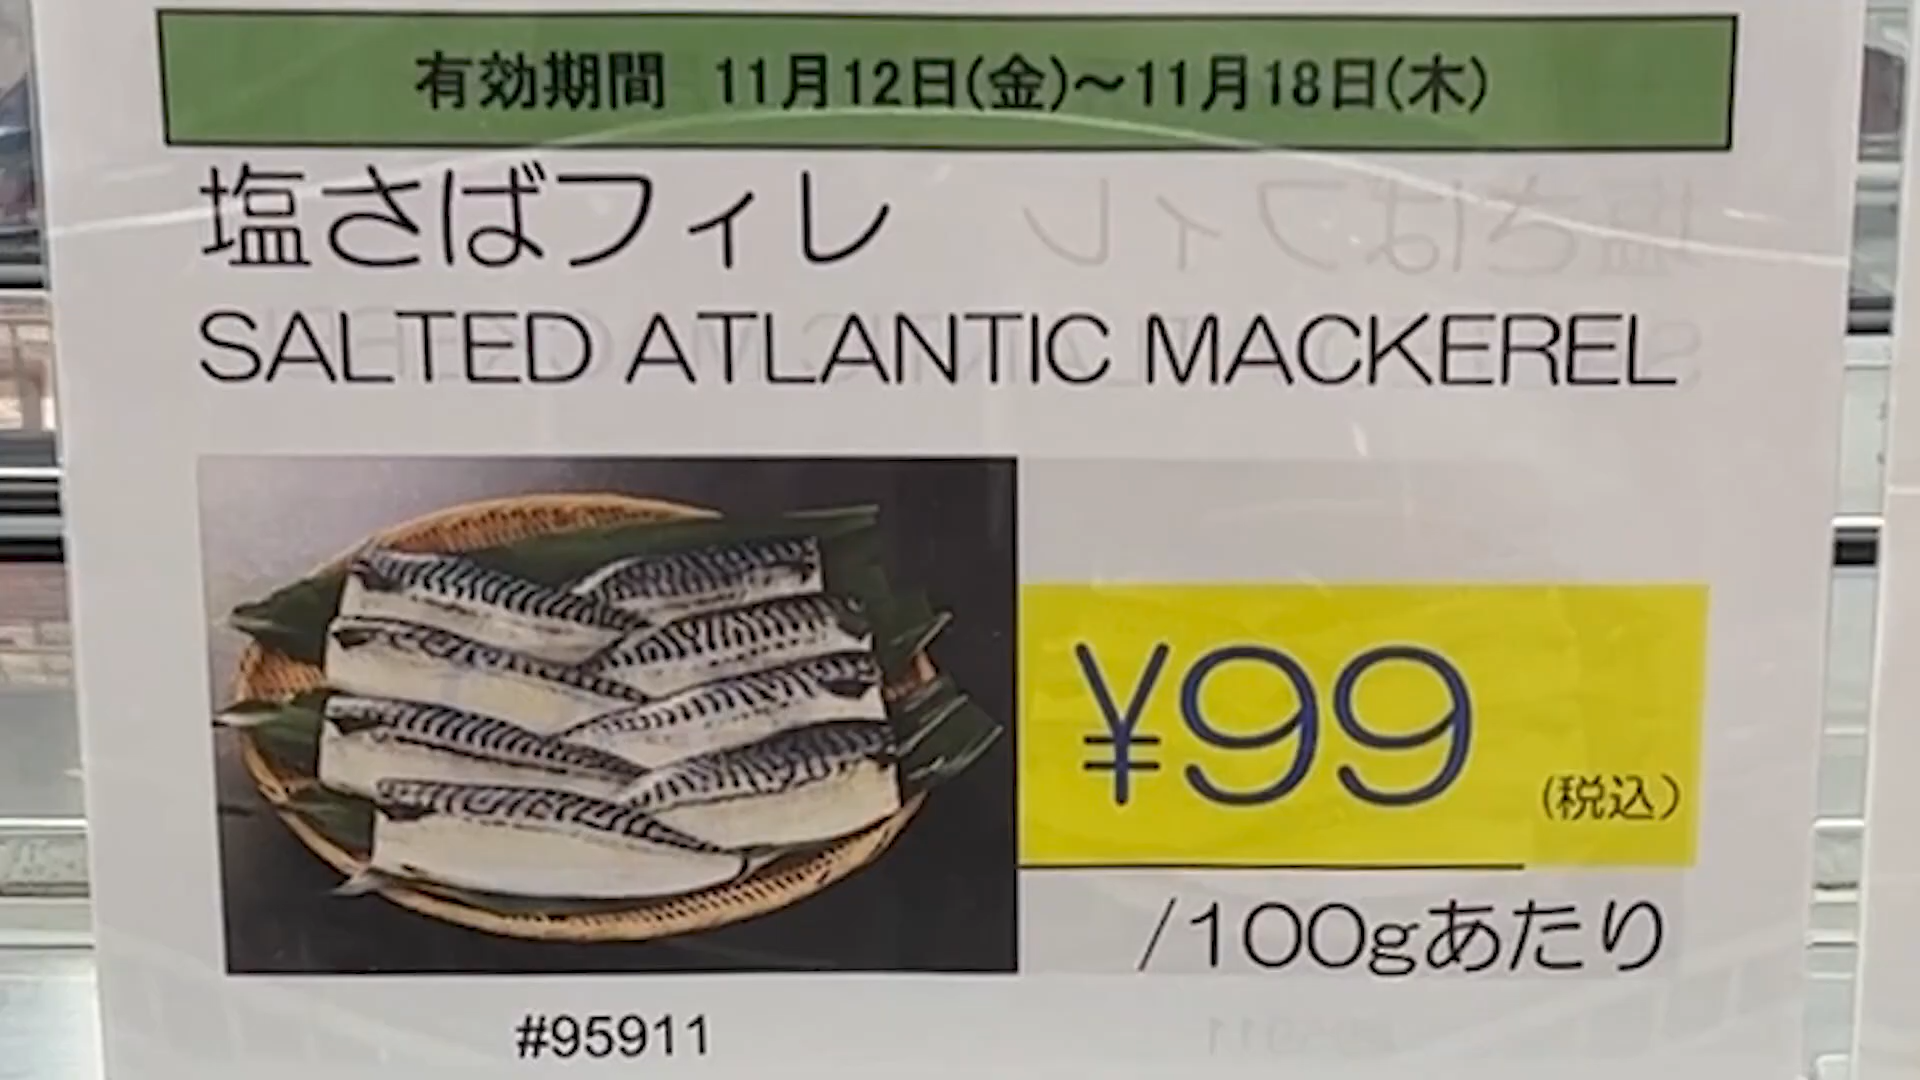 有効期間 11月12日(金)～11月18日(木)
塩さばフィレ
SALTED ATLANTIC MACKEREL
¥99 (税込)
/100gあたり
#95911